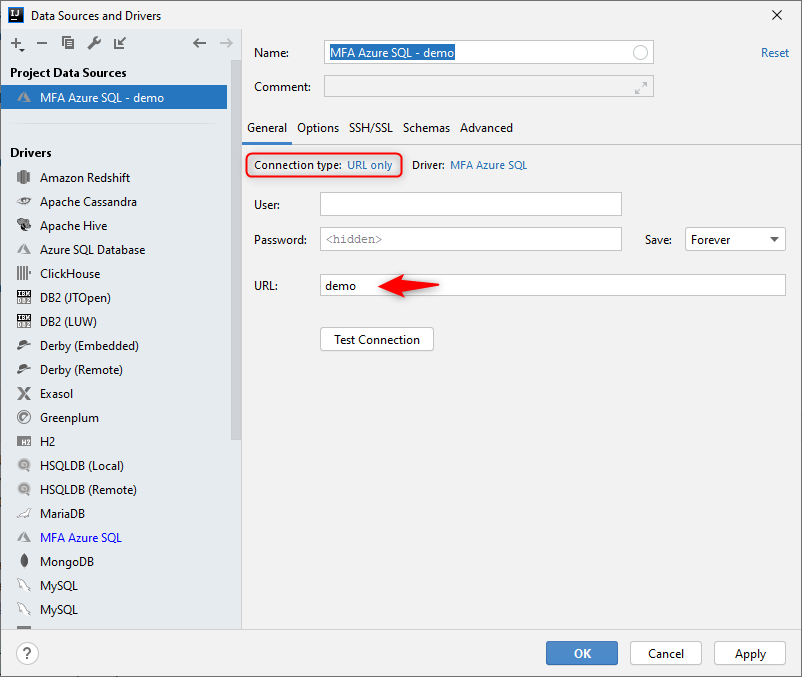 Data Sources and Drivers
Name: MFA Azure SQL - demo Reset
Comment:
Project Data Sources
MFA Azure SQL - demo
Drivers
Amazon Redshift
Apache Cassandra
Apache Hive
Azure SQL Database
ClickHouse
DB2 (JTOpen)
DB2 (LUW)
Derby (Embedded)
Derby (Remote)
Exasol
Greenplum
H2
HSQLDB (Local)
HSQLDB (Remote)
MariaDB
MFA Azure SQL
MongoDB
MySQL
MySQL
General Options SSH/SSL Schemas Advanced
Connection type: URL only Driver: MFA Azure SQL
User:
Password: <hidden> Save: Forever
URL: demo
Test Connection
? OK Cancel Apply